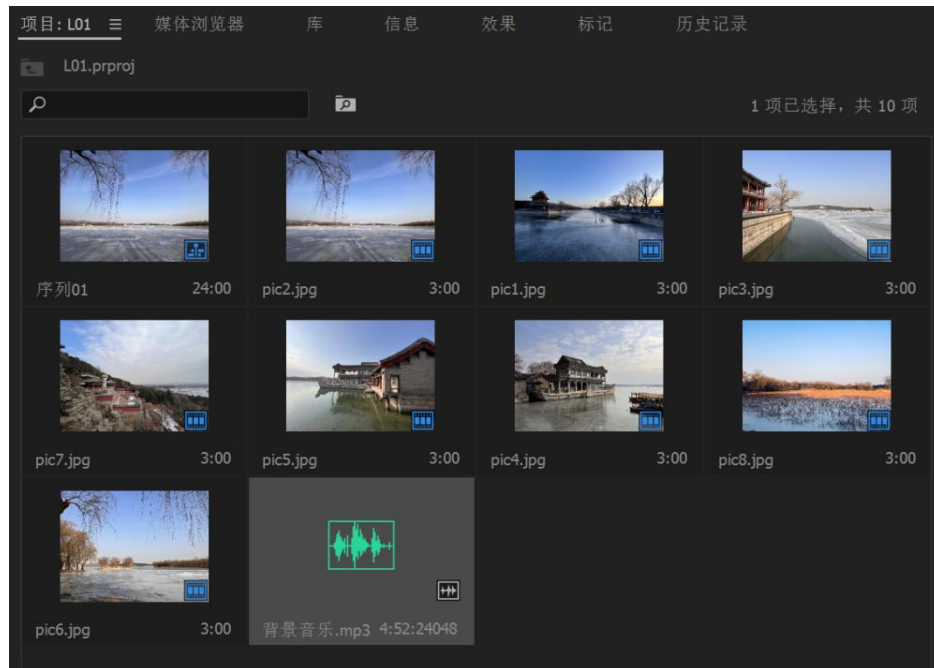 项目: L01 ≡ 媒体浏览器 库 信息 效果 标记 历史记录
L01.prproj
1 项已选择，共 10 项
序列01 24:00 pic2.jpg 3:00 pic1.jpg 3:00 pic3.jpg 3:00
pic7.jpg 3:00 pic5.jpg 3:00 pic4.jpg 3:00 pic8.jpg 3:00
pic6.jpg 3:00 背景音乐.mp3 4:52:24048